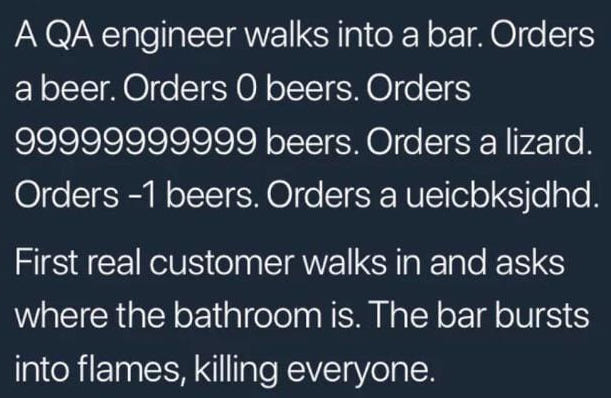 A QA engineer walks into a bar. Orders
a beer. Orders 0 beers. Orders
99999999999 beers. Orders a lizard.
Orders -1 beers. Orders a ueicbksjdhd.
First real customer walks in and asks
where the bathroom is. The bar bursts
into flames, killing everyone.